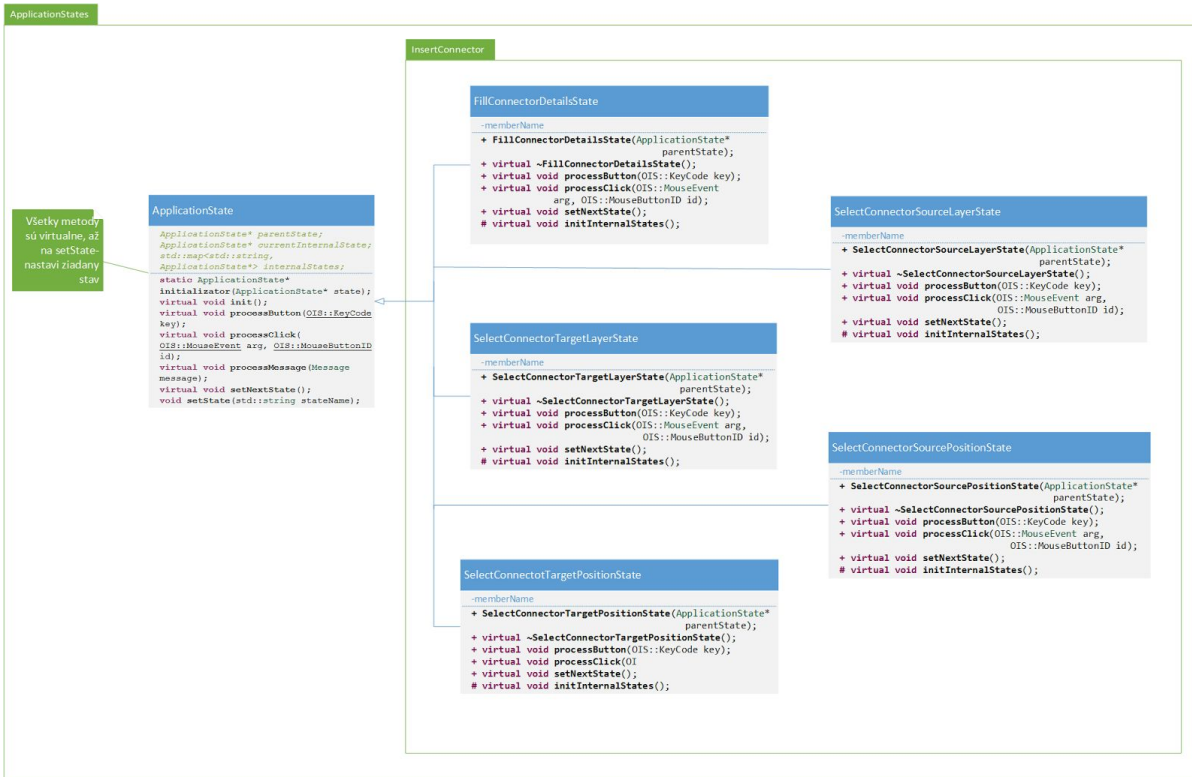 ApplicationStates
InsertConnector
FillConnectorDetailsState
-memberName
+ FillConnectorDetailsState(ApplicationState*
parentState);
+ virtual ~FillConnectorDetailsState();
+ virtual void processButton(OIS::KeyCode key);
+ virtual void processClick(OIS::MouseEvent
arg, OIS::MouseButtonID id);
+ virtual void setNextState();
# virtual void initInternalStates();
Všetky metody
sú virtualne, až
na setState-
nastavi ziadany
stav
ApplicationState
ApplicationState* parentState;
ApplicationState* currentInternalState;
std::map<std::string,
ApplicationState*> internalStates;
static ApplicationState*
initializator(ApplicationState* state);
virtual void init();
virtual void processButton(OIS::KeyCode
key);
virtual void processClick(
OIS::MouseEvent arg, OIS::MouseButtonID
id);
virtual void processMessage(Message
message);
virtual void setNextState();
void setState(std::string stateName);
SelectConnectorSourceLayerState
-memberName
+ SelectConnectorSourceLayerState(ApplicationState*
parentState);
+ virtual ~SelectConnectorSourceLayerState();
+ virtual void processButton(OIS::KeyCode key);
+ virtual void processClick(OIS::MouseEvent arg,
OIS::MouseButtonID id);
+ virtual void setNextState();
# virtual void initInternalStates();
SelectConnectorTargetLayerState
-memberName
+ SelectConnectorTargetLayerState(ApplicationState*
parentState);
+ virtual ~SelectConnectorTargetLayerState();
+ virtual void processButton(OIS::KeyCode key);
+ virtual void processClick(OIS::MouseEvent arg,
OIS::MouseButtonID id);
+ virtual void setNextState();
# virtual void initInternalStates();
SelectConnectorSourcePositionState
-memberName
+ SelectConnectorSourcePositionState(ApplicationState*
parentState);
+ virtual ~SelectConnectorSourcePositionState();
+ virtual void processButton(OIS::KeyCode key);
+ virtual void processClick(OIS::MouseEvent arg,
OIS::MouseButtonID id);
+ virtual void setNextState();
# virtual void initInternalStates();
SelectConnectotTargetPositionState
-memberName
+ SelectConnectorTargetPositionState(ApplicationState*
parentState);
+ virtual ~SelectConnectorTargetPositionState();
+ virtual void processButton(OIS::KeyCode key);
+ virtual void processClick(OI
+ virtual void setNextState();
# virtual void initInternalStates();